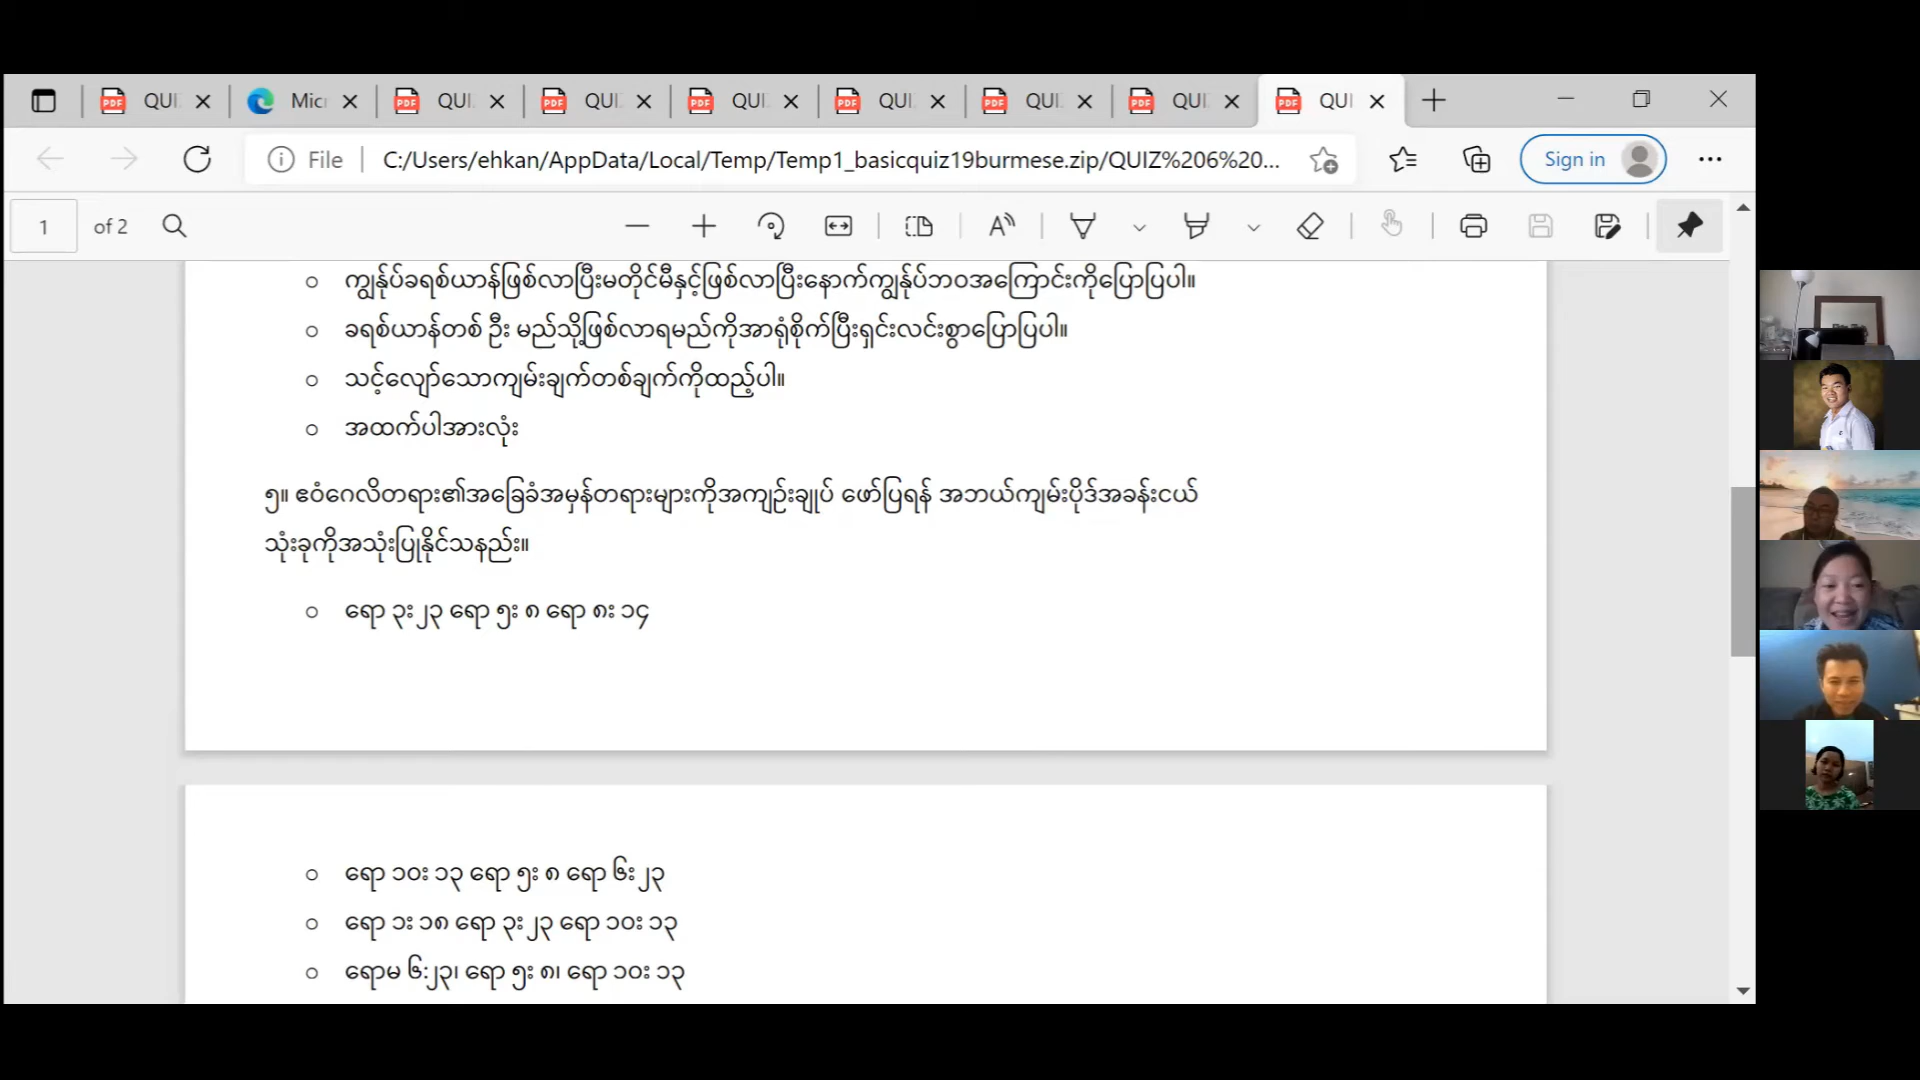 QUI
Micr
QUI
QUI
QUI
QUI
QUI
QUI
QUI
File
C:/Users/ehkan/AppData/Local/Temp/Temp1_basicquiz19burmese.zip/QUIZ%206%20...
Sign in
1
of 2
ကျွန်ုပ်ခရစ်ယာန်ဖြစ်လာပြီးမတိုင်မီနှင့်ဖြစ်လာပြီးနောက်ကျွန်ုပ်ဘဝအကြောင်းကိုပြောပြပါ။
ခရစ်ယာန်တစ် ဦး မည်သို့ဖြစ်လာရမည်ကိုအာရုံစိုက်ပြီးရှင်းလင်းစွာပြောပြပါ။
သင့်လျော်သောကျမ်းချက်တစ်ချက်ကိုထည့်ပါ။
အထက်ပါအားလုံး
၅။ ဧဝံဂေလိတရား၏အခြေခံအမှန်တရားများကိုအကျဉ်းချုပ် ဖော်ပြရန် အဘယ်ကျမ်းပိုဒ်အခန်းငယ်
သုံးခုကိုအသုံးပြုနိုင်သနည်း။
ရော ၃း၂၃ ရော ၅း ၈ ရော ၈း ၁၄
ရော ၁၀း ၁၃ ရော ၅း ၈ ရော ၆း၂၃
ရော ၁း ၁၈ ရော ၃း၂၃ ရော ၁၀း ၁၃
ရောမ ၆:၂၃၊ ရော ၅း ၈၊ ရော ၁၀း ၁၃